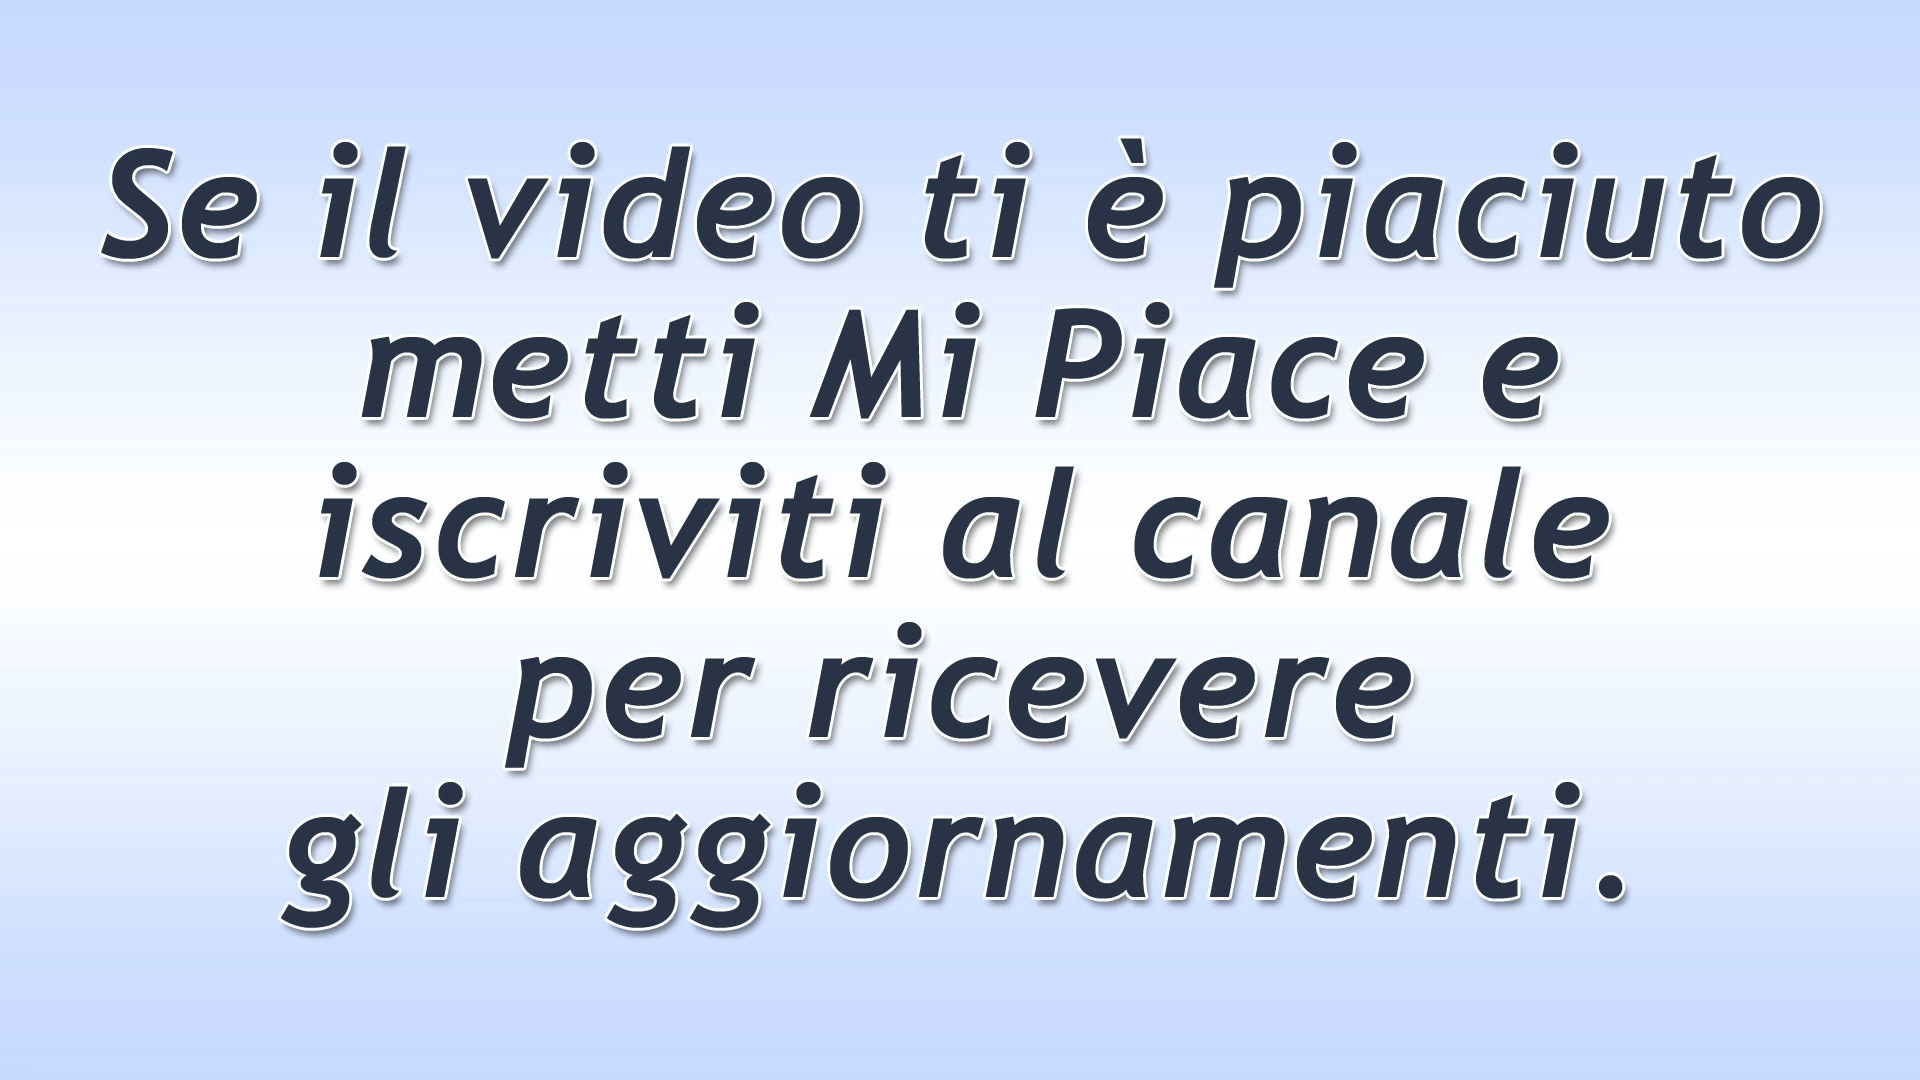 Se il video ti è piaciuto
metti Mi Piace e
iscriviti al canale
per ricevere
gli aggiornamenti.